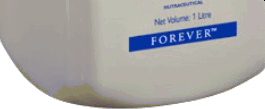 NUTRACEUTICAL
Net Volume: 1 Litre
FOREVER™